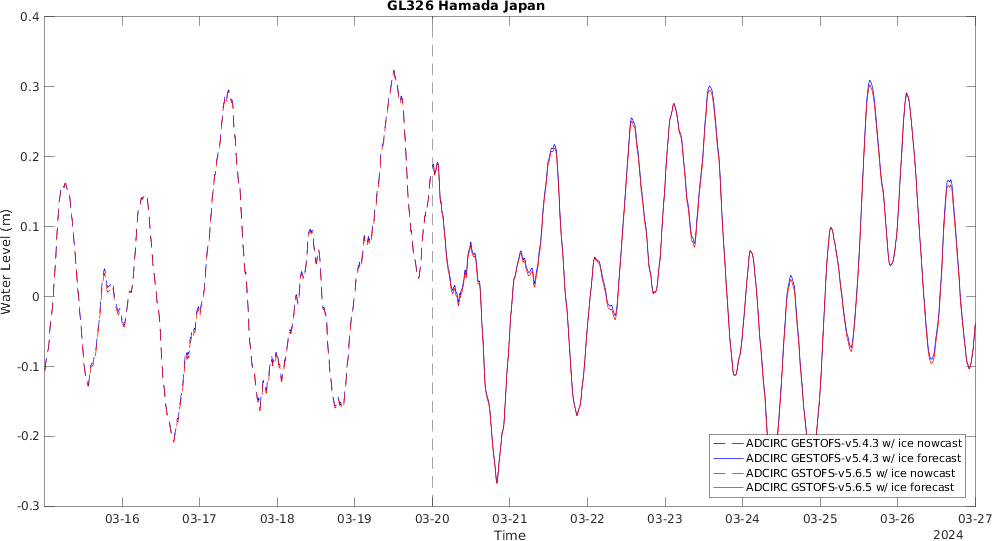 GL326 Hamada Japan
0.4
0.3
0.2
0.1
0
-0.1
-0.2
-0.3
Water Level (m)
03-16 03-17 03-18 03-19 03-20 03-21 03-22 03-23 03-24 03-25 03-26 03-27
Time
2024
ADCIRC GESTOFS-v5.4.3 w/ ice nowcast
ADCIRC GESTOFS-v5.4.3 w/ ice forecast
ADCIRC GSTOFS-v5.6.5 w/ ice nowcast
ADCIRC GSTOFS-v5.6.5 w/ ice forecast